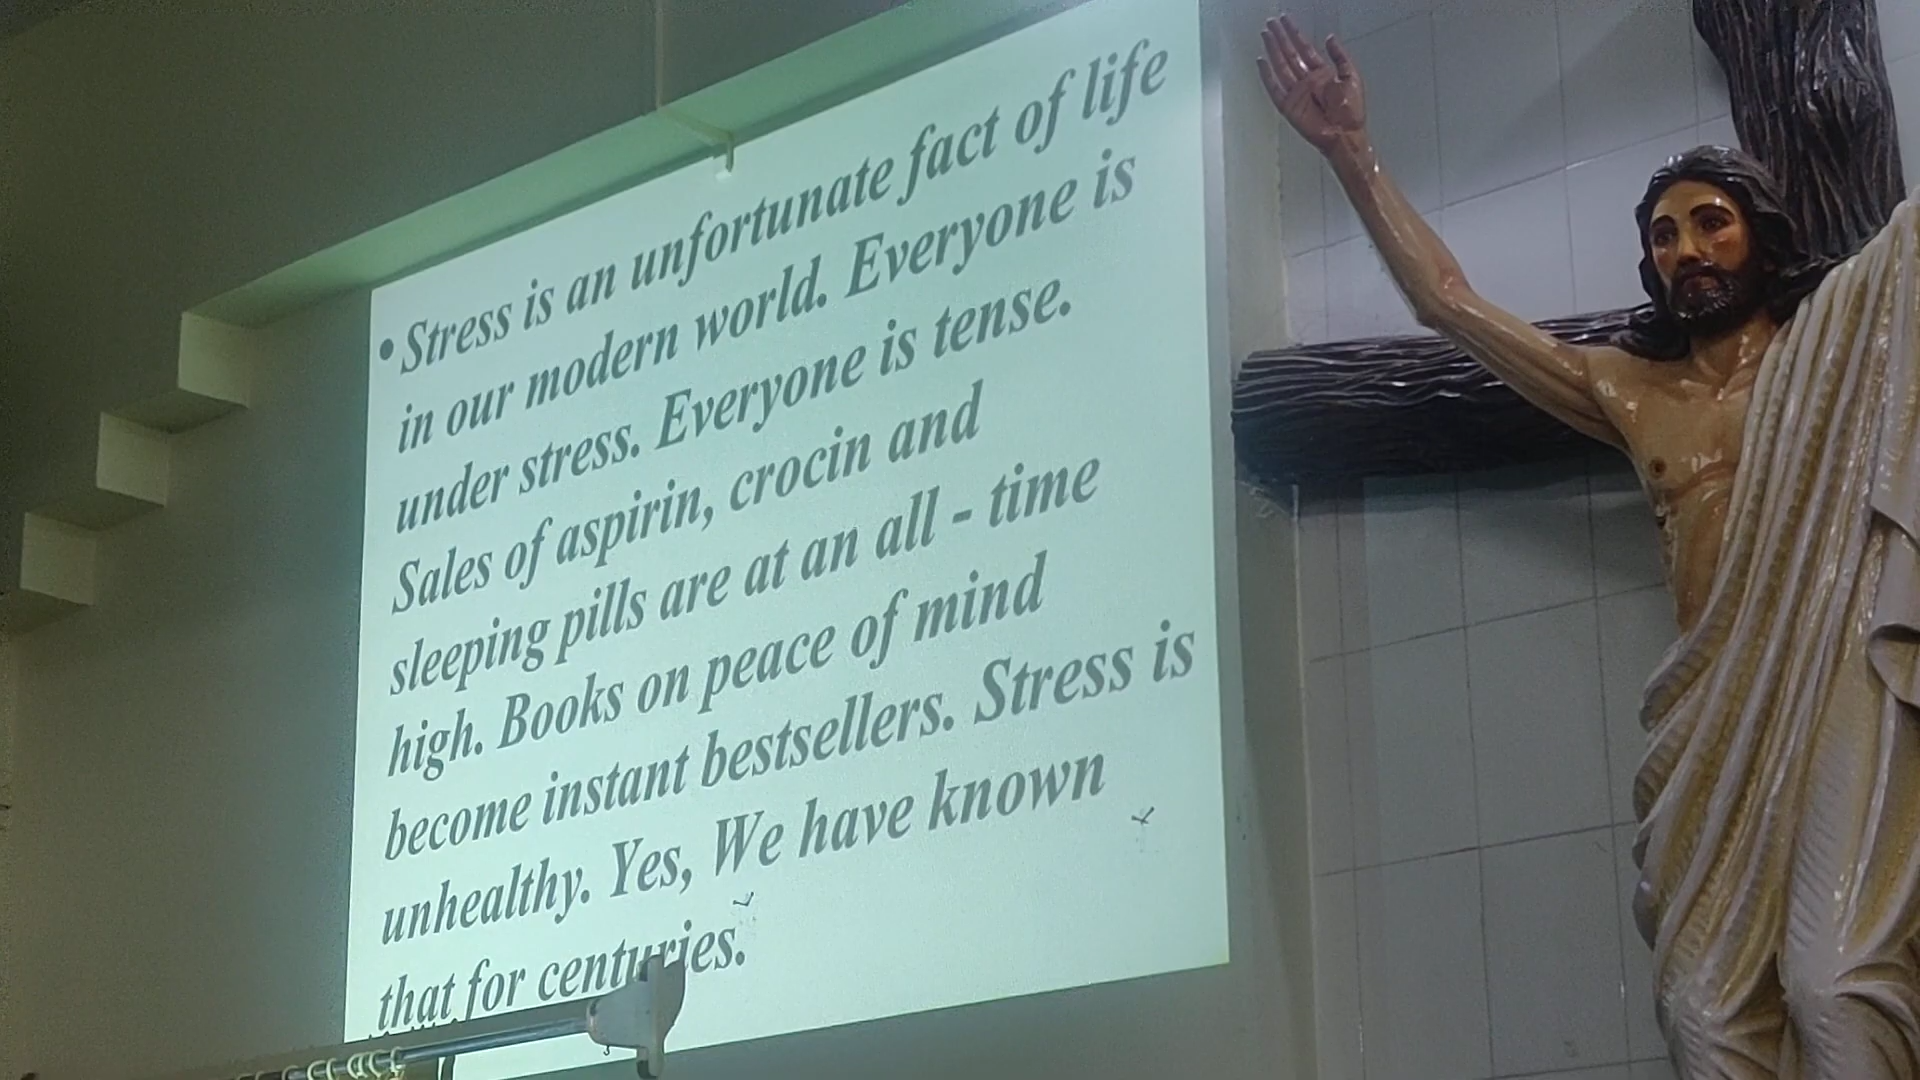 • Stress is an unfortunate fact of life
in our modern world. Everyone is
under stress. Everyone is tense.
Sales of aspirin, crocin and
sleeping pills are at an all - time
high. Books on peace of mind
become instant bestsellers. Stress is
unhealthy. Yes, We have known
that for centuries.